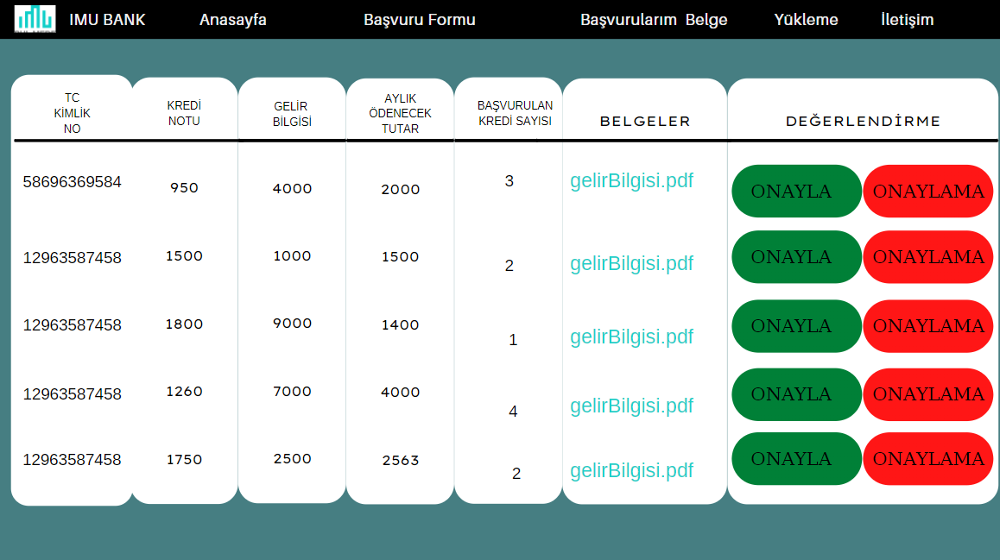 IMU BANK Anasayfa Başvuru Formu Başvurularım Belge Yükleme İletişim
TC KİMLİK NO
KREDİ NOTU
GELİR BİLGİSİ
AYLIK ÖDENECEK TUTAR
BAŞVURULAN KREDİ SAYISI
BELGELER
DEĞERLENDİRME
58696369584 950 4000 2000 3 gelirBilgisi.pdf ONAYLA ONAYLAMA
12963587458 1500 1000 1500 2 gelirBilgisi.pdf ONAYLA ONAYLAMA
12963587458 1800 9000 1400 1 gelirBilgisi.pdf ONAYLA ONAYLAMA
12963587458 1260 7000 4000 4 gelirBilgisi.pdf ONAYLA ONAYLAMA
12963587458 1750 2500 2563 2 gelirBilgisi.pdf ONAYLA ONAYLAMA